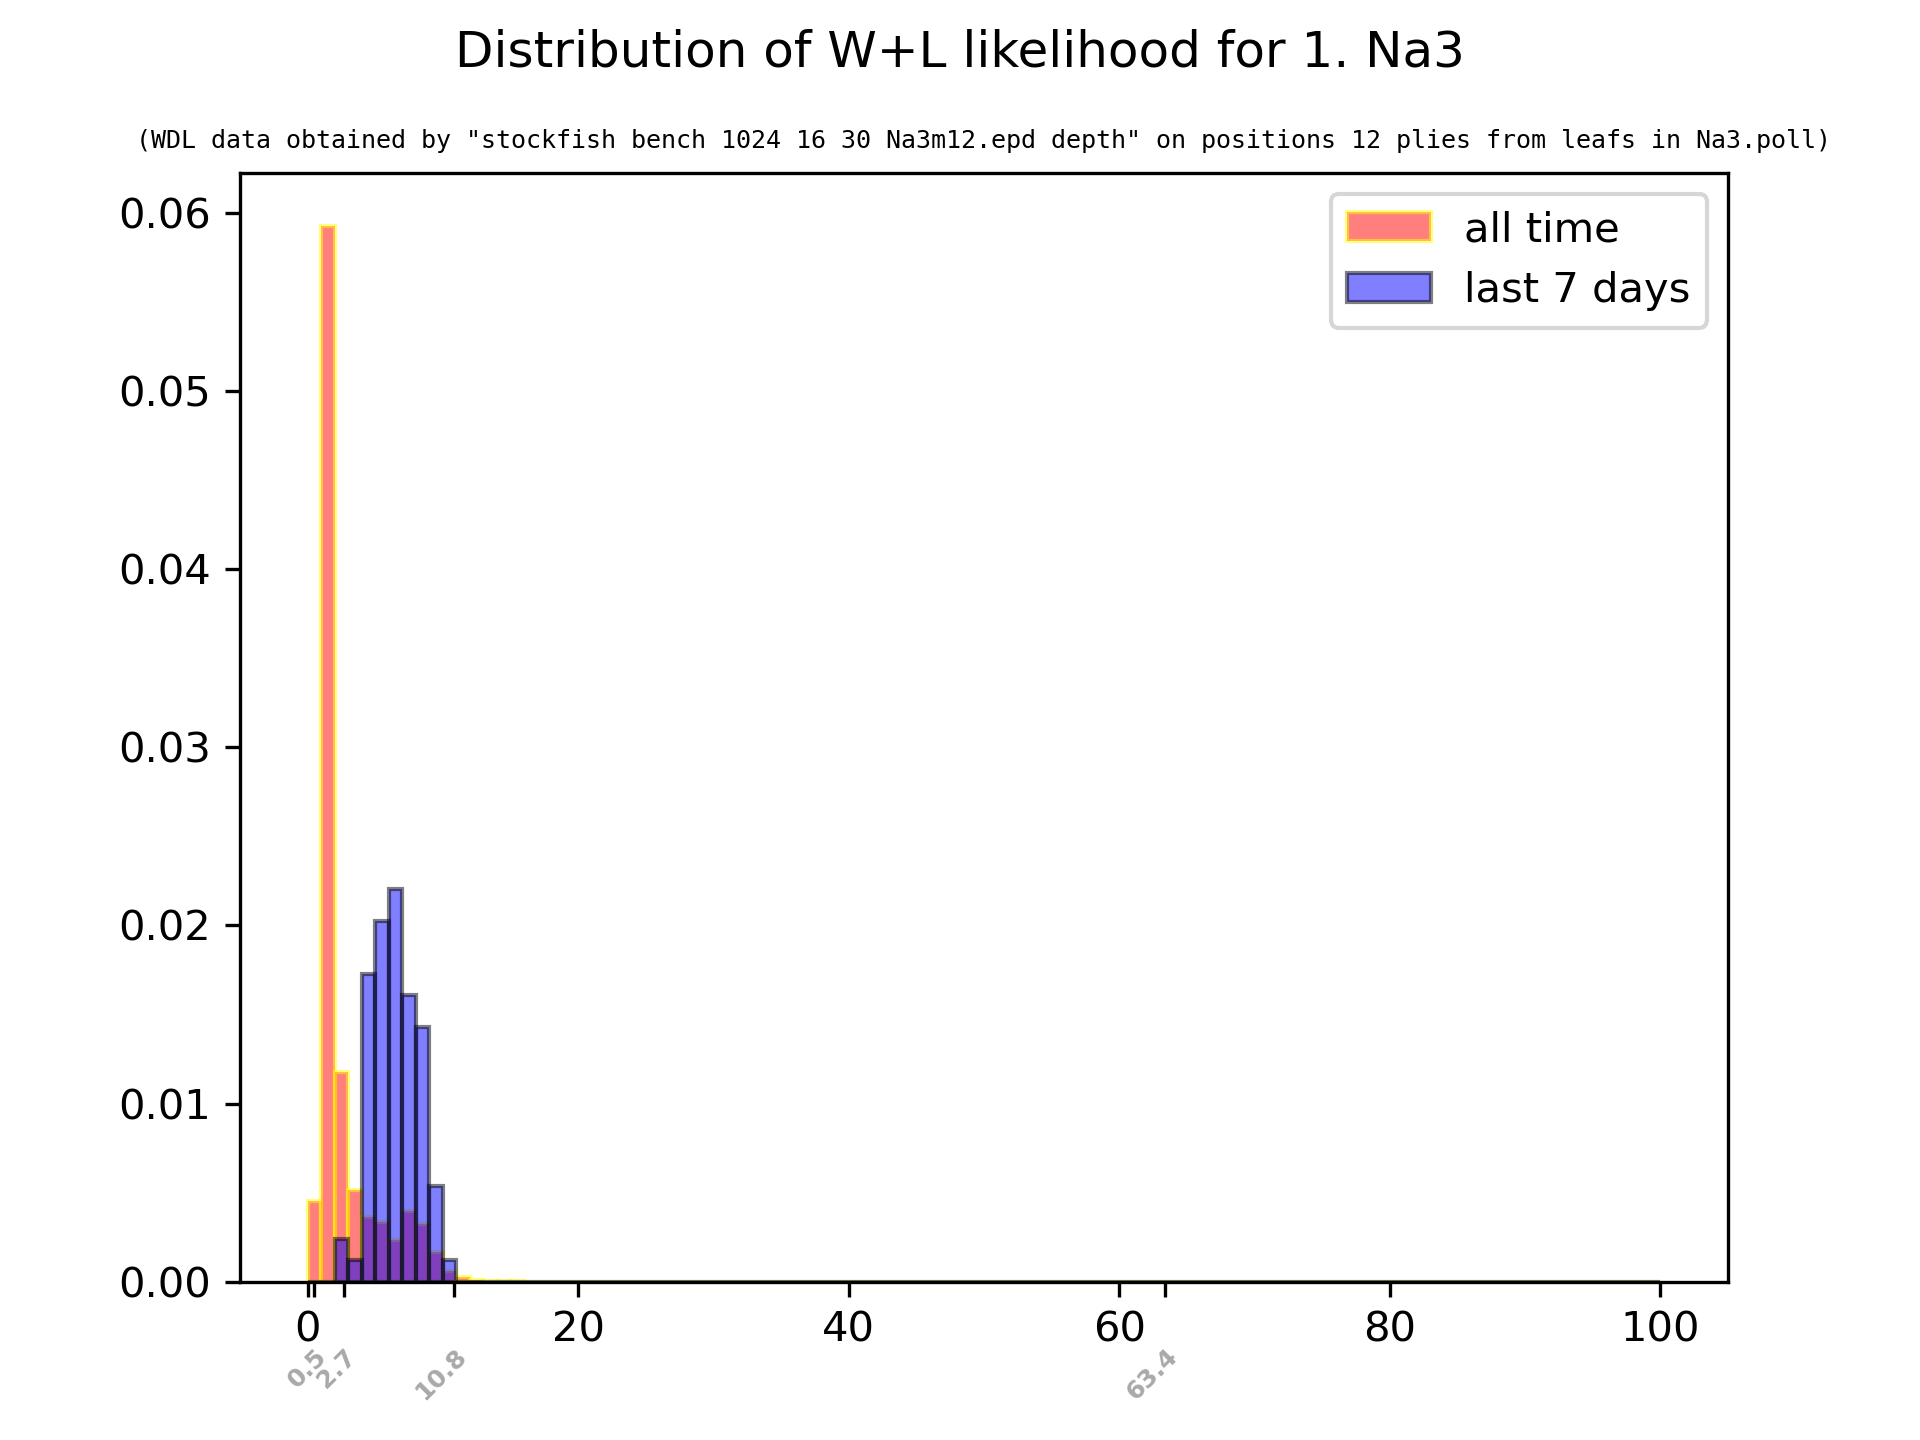 Distribution of W+L likelihood for 1. Na3
(WDL data obtained by "stockfish bench 1024 16 30 Na3m12.epd depth" on positions 12 plies from leafs in Na3.poll)
all time
last 7 days
0.06
0.05
0.04
0.03
0.02
0.01
0.00
0 20 40 60 80 100
0.5 2.7 10.8 63.4